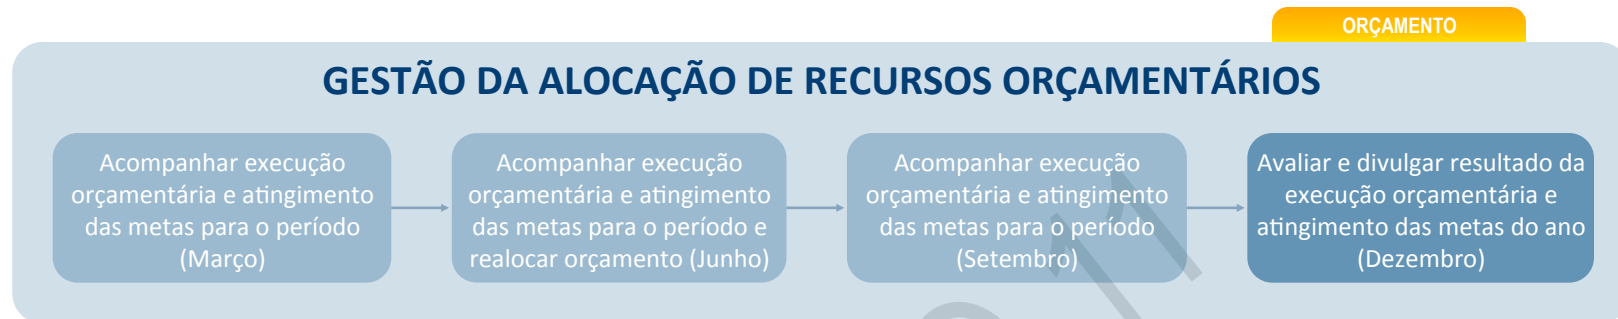 ORÇAMENTO
GESTÃO DA ALOCAÇÃO DE RECURSOS ORÇAMENTÁRIOS
Acompanhar execução
orçamentária e atingimento
das metas para o período
(Março)
Acompanhar execução
orçamentária e atingimento
das metas para o período e
realocar orçamento (Junho)
Acompanhar execução
orçamentária e atingimento
das metas para o período
(Setembro)
Avaliar e divulgar resultado da
execução orçamentária e
atingimento das metas do ano
(Dezembro)